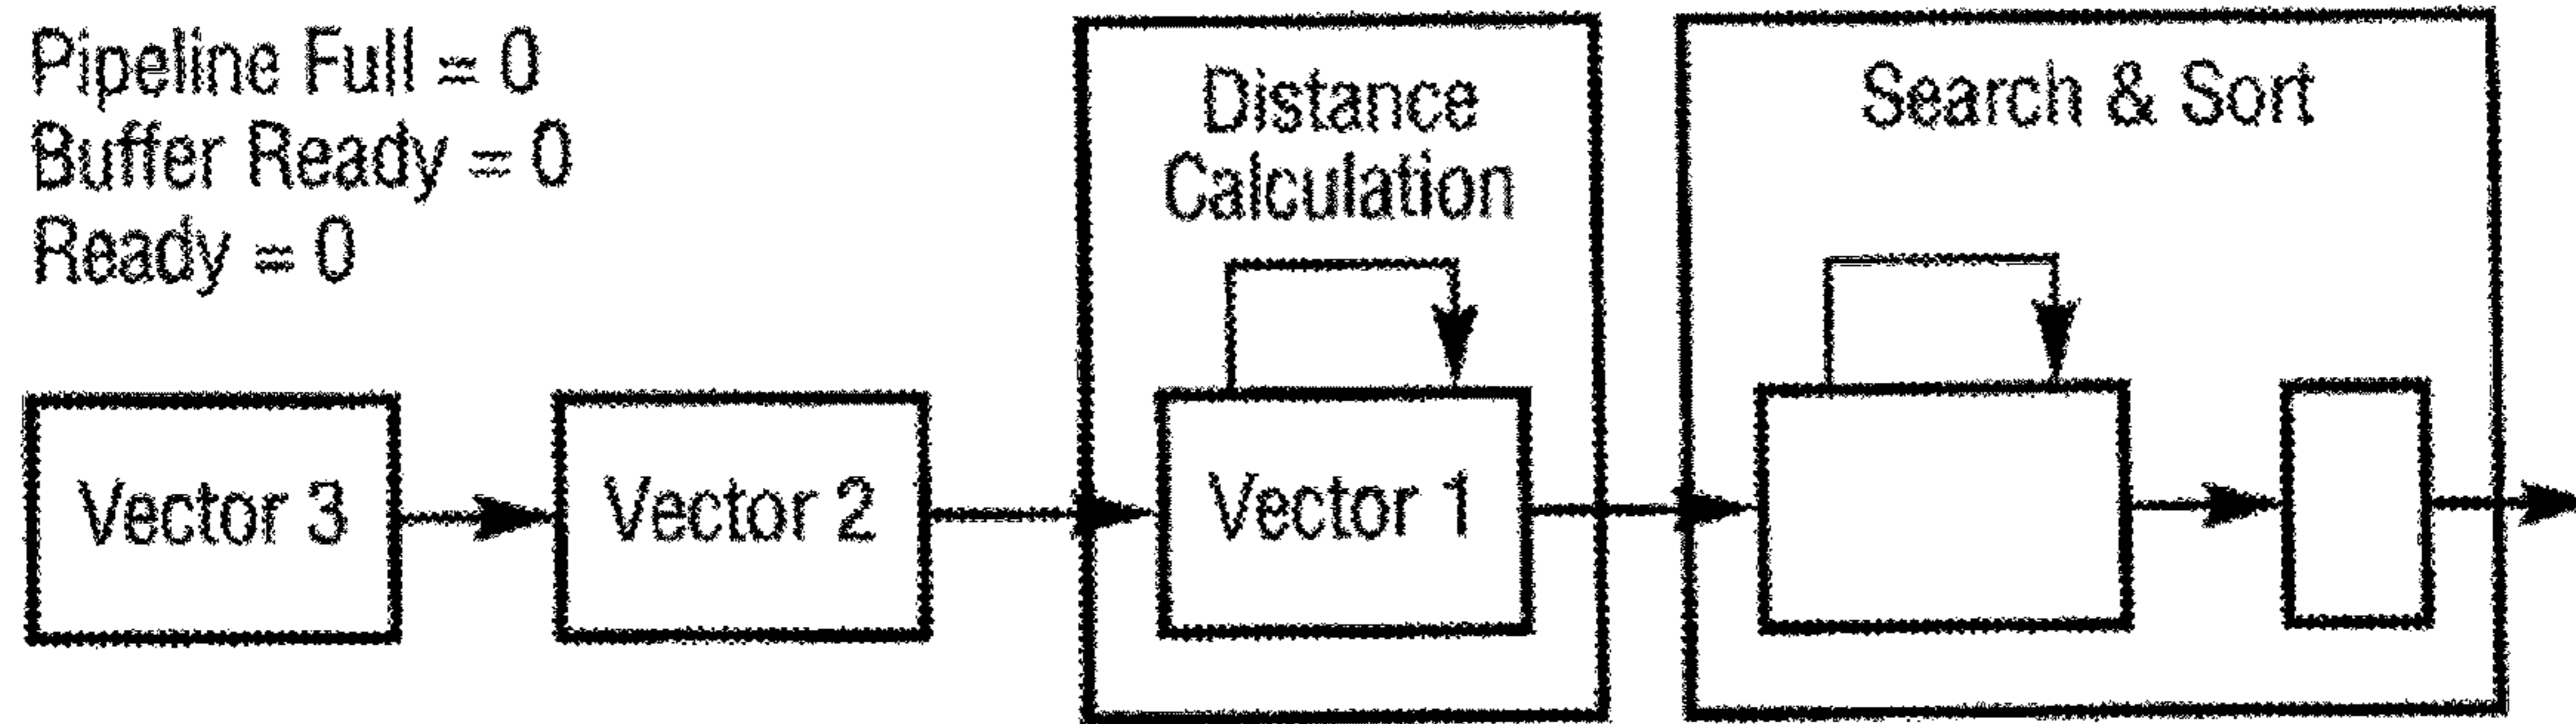 Pipeline Full = 0
Buffer Ready = 0
Ready = 0
Distance
Calculation
Search & Sort
Vector 3
Vector 2
Vector 1